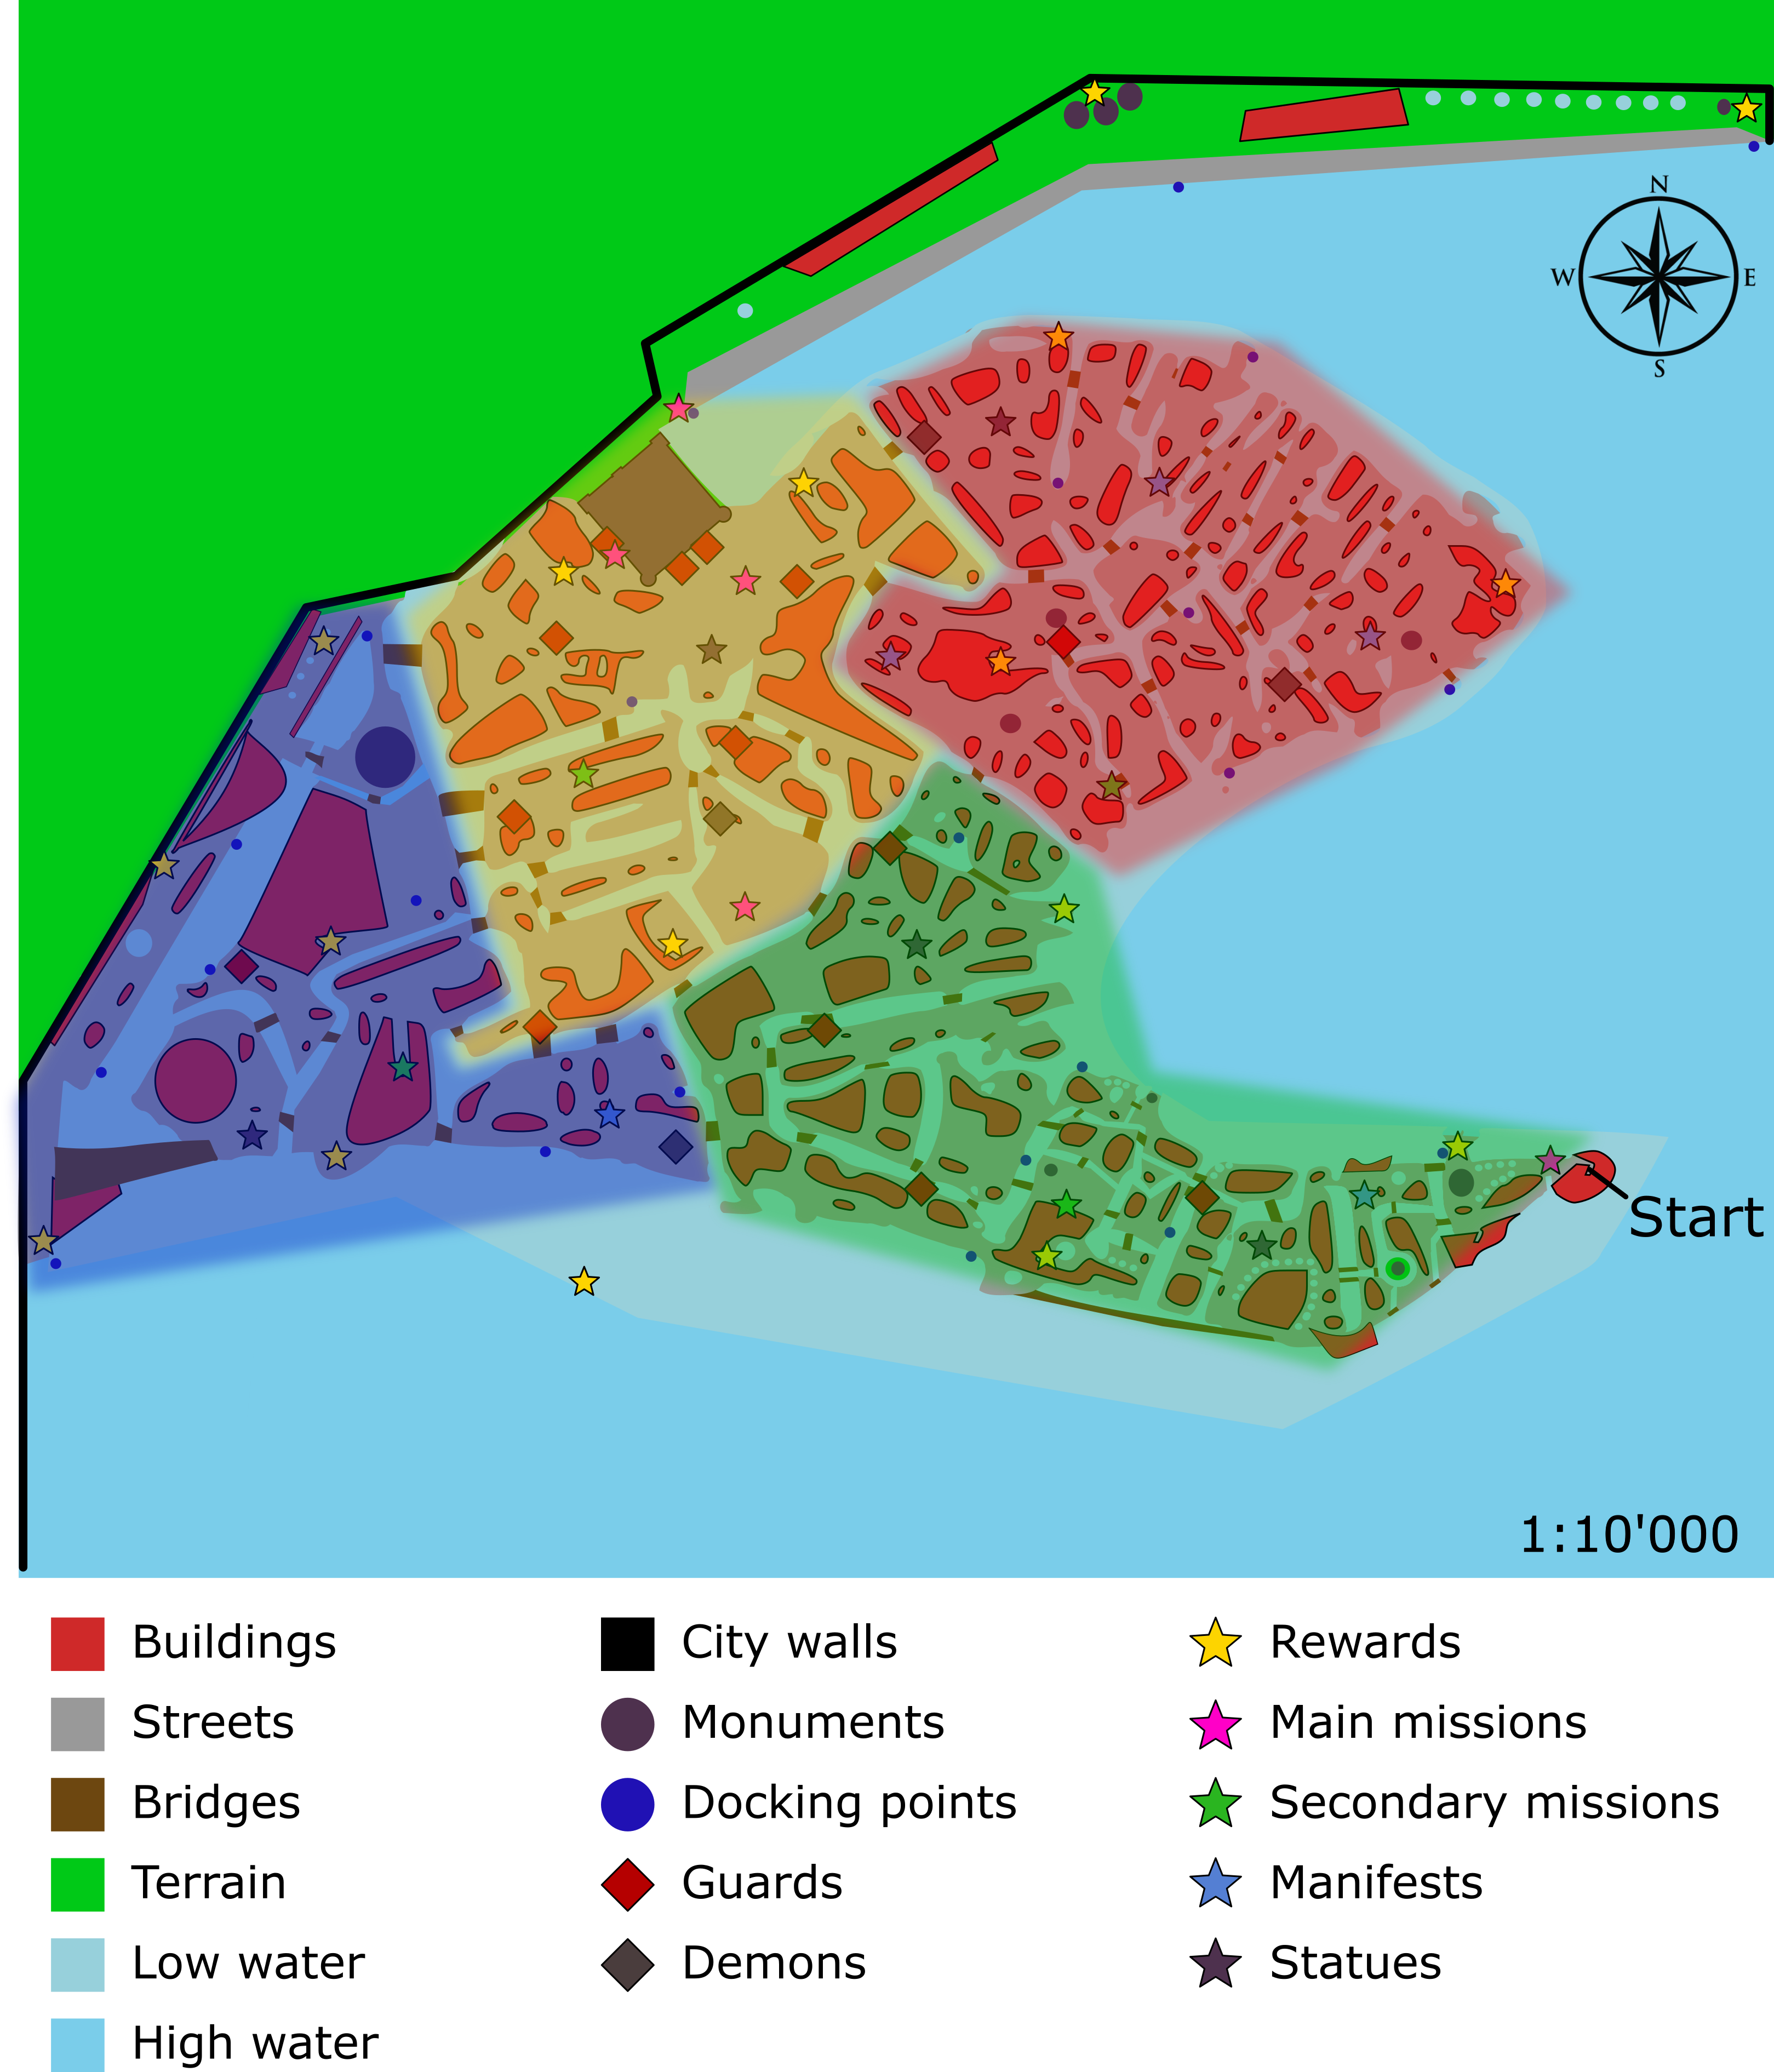 N
W E
S
Start
1:10'000
Buildings City walls Rewards
Streets Monuments Main missions
Bridges Docking points Secondary missions
Terrain Guards Manifests
Low water Demons Statues
High water